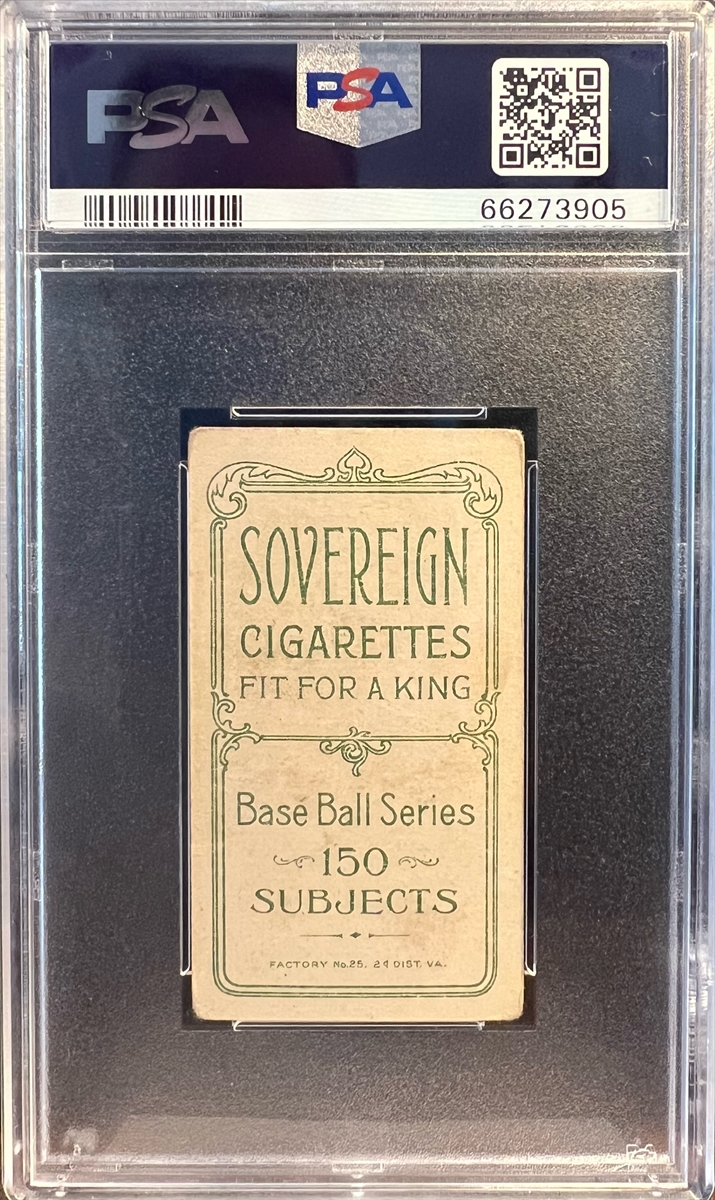 PSA
PSA
66273905
SOVEREIGN
CIGARETTES
FIT FOR A KING
Base Ball Series
150
SUBJECTS
FACTORY No.25, 2d DIST, VA.